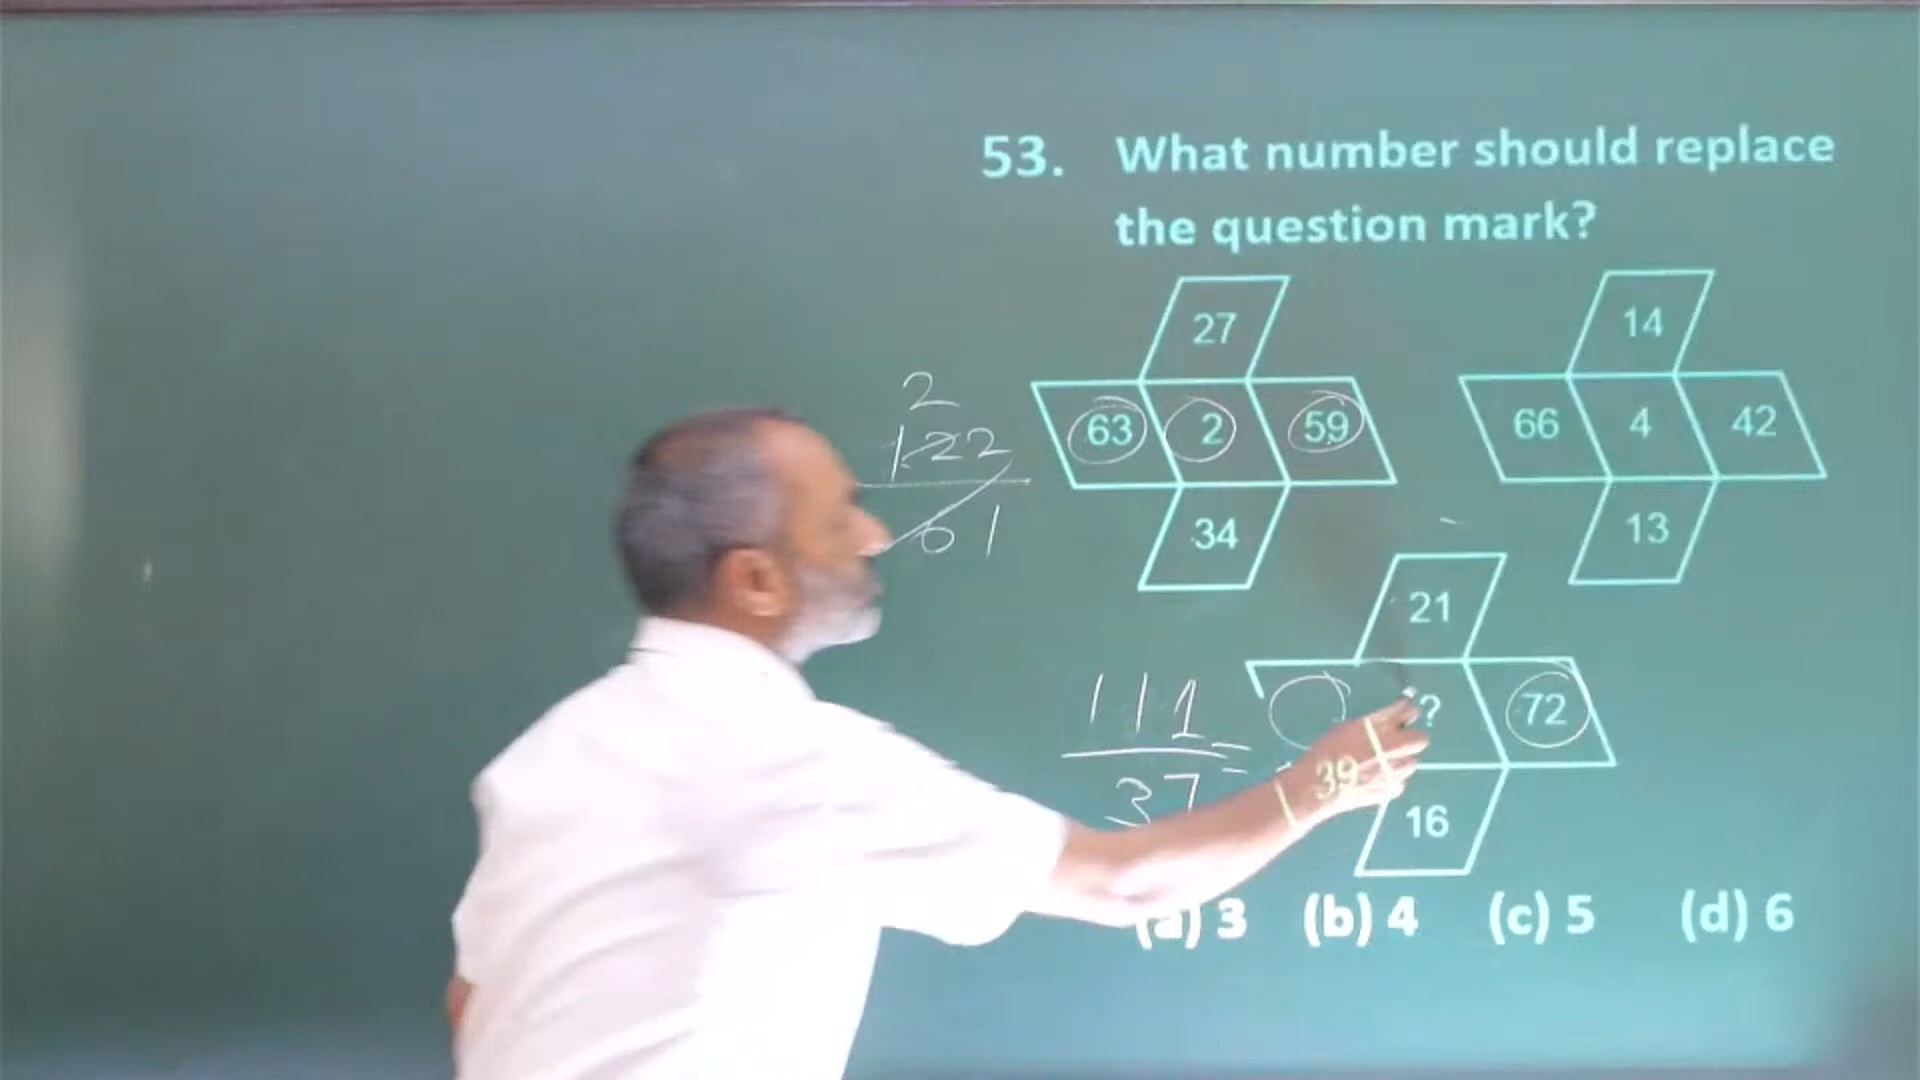 53. What number should replace
the question mark?
27
14
2
122
61
63 2 59
66 4 42
34
13
21
111
37
39 ? 72
16
(a) 3 (b) 4 (c) 5 (d) 6